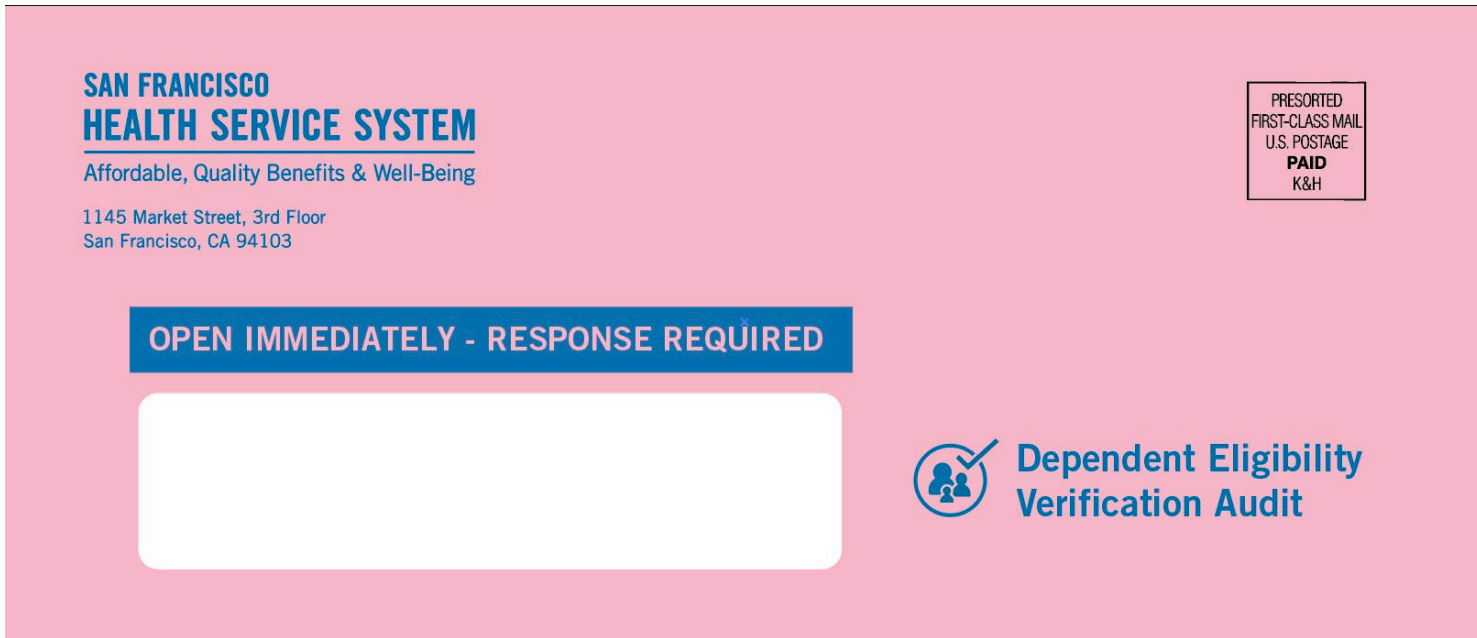 SAN FRANCISCO
HEALTH SERVICE SYSTEM
Affordable, Quality Benefits & Well-Being
1145 Market Street, 3rd Floor
San Francisco, CA 94103
PRESORTED
FIRST-CLASS MAIL
U.S. POSTAGE
PAID
K&H
OPEN IMMEDIATELY - RESPONSE REQUIRED
Dependent Eligibility
Verification Audit